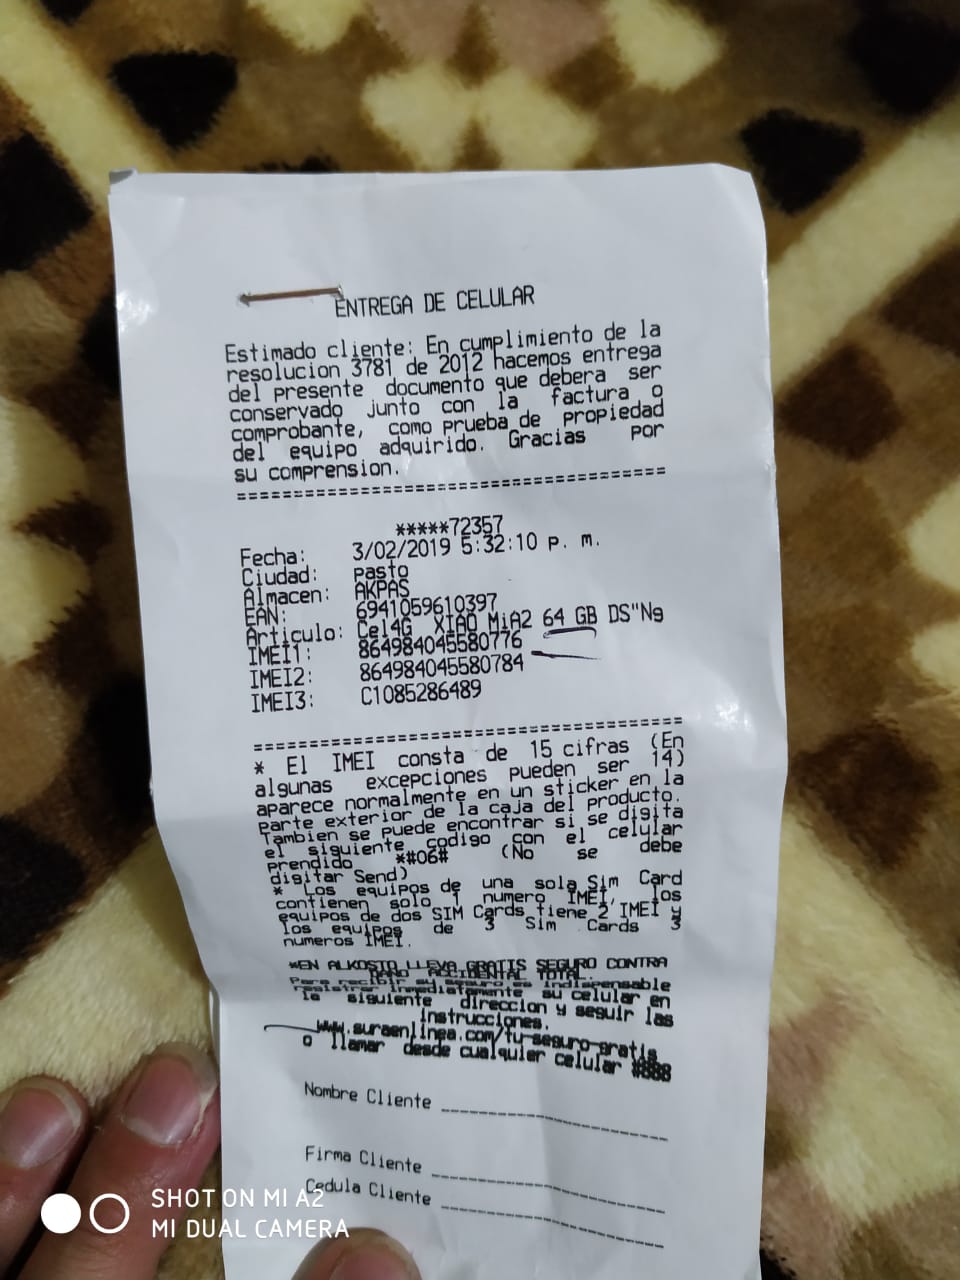 ENTREGA DE CELULAR
Estimado cliente: En cumplimiento de la
resolucion 3781 de 2012 hacemos entrega
del presente documento que debera ser
conservado junto con la factura o
comprobante, como prueba de propiedad
del equipo adquirido. Gracias por
su comprension.
=======================================
*****72357
Fecha: 3/02/2019 5:32:10 p. m.
Ciudad: pasto
Almacen: AKPAS
EAN: 6941059610397
Articulo: Cel4G XIAO MiA2 64 GB DS"Ng
IMEI1: 864984045580776
IMEI2: 864984045580784
IMEI3: C1085286489
=======================================
* El IMEI consta de 15 cifras (En
algunas excepciones pueden ser 14)
aparece normalmente en un sticker en la
parte exterior de la caja del producto.
Tambien se puede encontrar si se digita
el siguiente codigo con el celular
prendido *#06# (No se debe
digitar Send)
* Los equipos de una sola Sim Card
contienen solo 1 numero IMEI, los
equipos de dos SIM Cards tiene 2 IMEI y
los equipos de 3 Sim Cards 3
numeros IMEI.
*EN ALKOSTO LLEVA GRATIS SEGURO CONTRA
DANO ACCIDENTAL TOTAL.
Para recibir su seguro es indispensable
registrar inmediatamente su celular en
la siguiente direccion y seguir las
instrucciones.
www.suraenlinea.com/tu-seguro-gratis
o llamar desde cualquier celular #888
Nombre Cliente
Firma Cliente
Cedula Cliente
SHOT ON MI A2
MI DUAL CAMERA